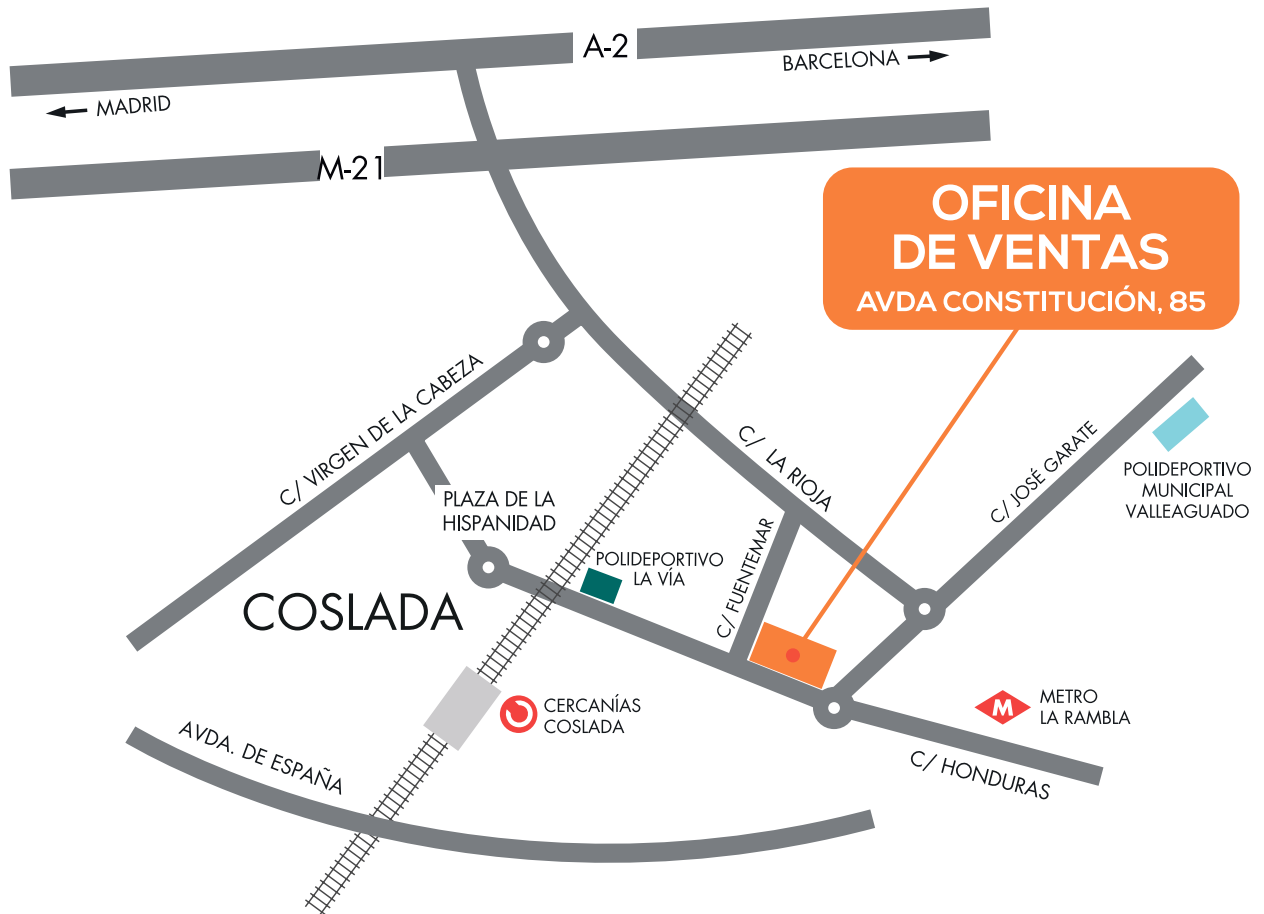 A-2
BARCELONA
MADRID
M-21
OFICINA
DE VENTAS
AVDA CONSTITUCIÓN, 85
C/ VIRGEN DE LA CABEZA
C/ LA RIOJA
C/ JOSÉ GARATE
POLIDEPORTIVO
MUNICIPAL
VALLEAGUADO
PLAZA DE LA
HISPANIDAD
POLIDEPORTIVO
LA VÍA
C/ FUENTEMAR
COSLADA
CERCANÍAS
COSLADA
M
METRO
LA RAMBLA
AVDA. DE ESPAÑA
C/ HONDURAS